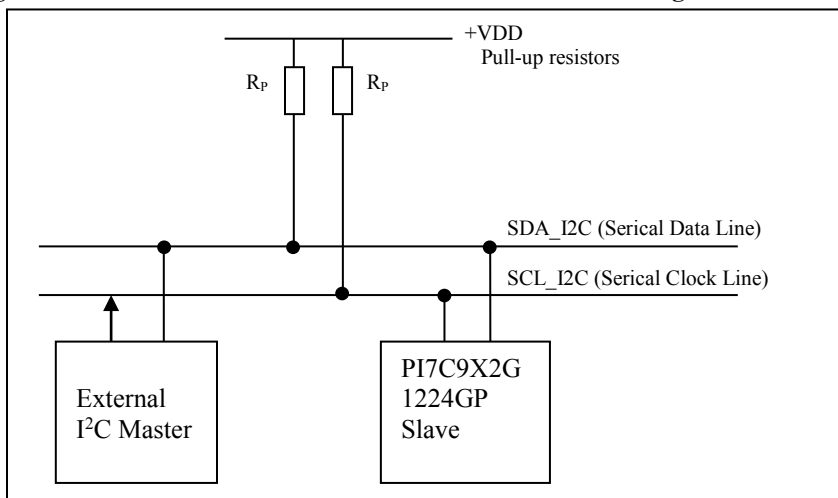 +VDD
Pull-up resistors
RP
RP
SDA_I2C (Serical Data Line)
SCL_I2C (Serical Clock Line)
External
I²C Master
PI7C9X2G
1224GP
Slave